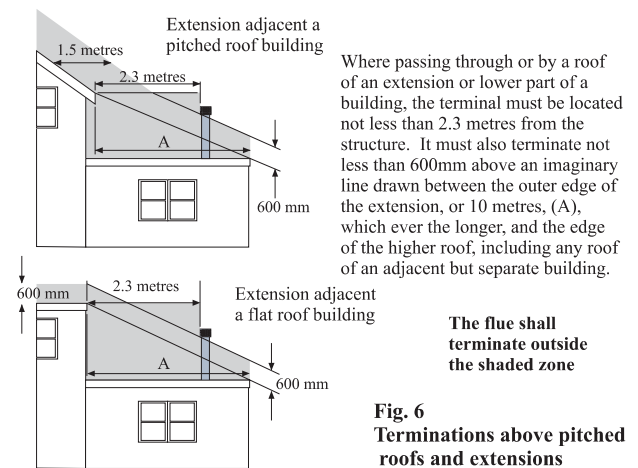 Extension adjacent a
pitched roof building
1.5 metres
2.3 metres
A
600 mm
Where passing through or by a roof
of an extension or lower part of a
building, the terminal must be located
not less than 2.3 metres from the
structure. It must also terminate not
less than 600mm above an imaginary
line drawn between the outer edge of
the extension, or 10 metres, (A),
which ever the longer, and the edge
of the higher roof, including any roof
of an adjacent but separate building.
600 mm
2.3 metres
Extension adjacent
a flat roof building
A
600 mm
The flue shall
terminate outside
the shaded zone
Fig. 6
Terminations above pitched
roofs and extensions